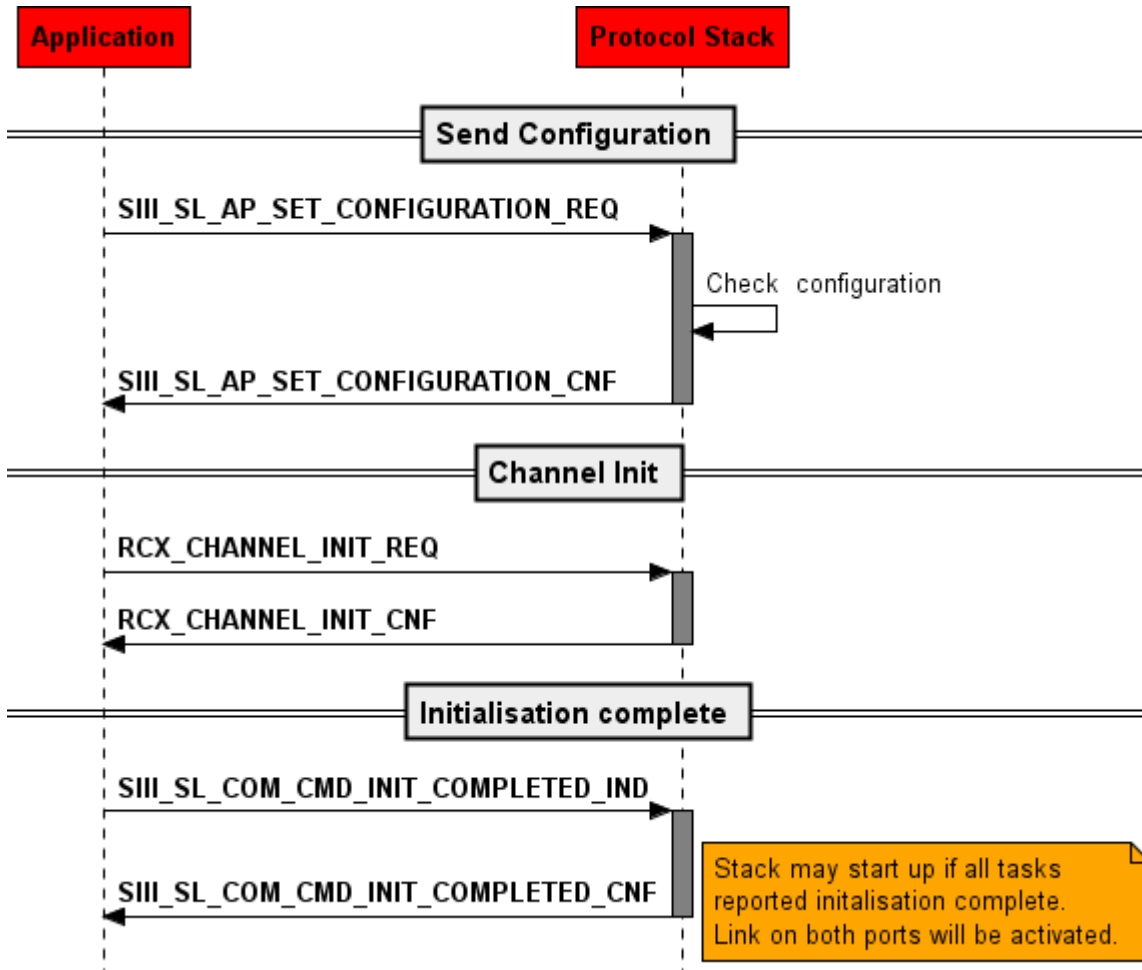 Application
Protocol Stack
Send Configuration
SIII_SL_AP_SET_CONFIGURATION_REQ
Check configuration
SIII_SL_AP_SET_CONFIGURATION_CNF
Channel Init
RCX_CHANNEL_INIT_REQ
RCX_CHANNEL_INIT_CNF
Initialisation complete
SIII_SL_COM_CMD_INIT_COMPLETED_IND
Stack may start up if all tasks
reported initalisation complete.
Link on both ports will be activated.
SIII_SL_COM_CMD_INIT_COMPLETED_CNF